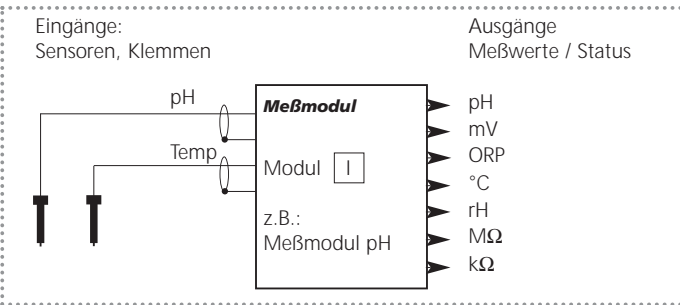 Eingänge:
Sensoren, Klemmen
Ausgänge
Meßwerte / Status
pH
Temp
Meßmodul
Modul I
z.B.:
Meßmodul pH
pH
mV
ORP
°C
rH
MΩ
kΩ